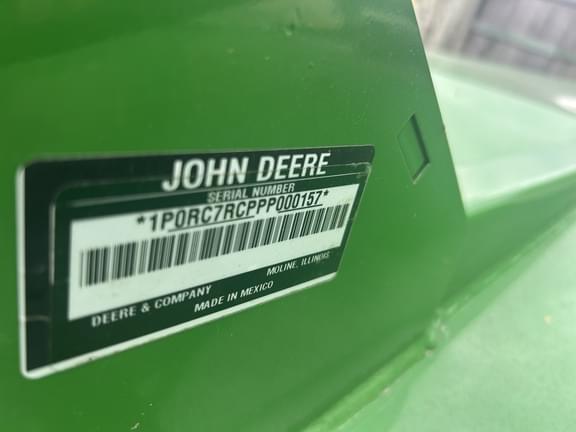 JOHN DEERE
SERIAL NUMBER
*1P0RC7RCPPP000157*
DEERE & COMPANY MOLINE, ILLINOIS
MADE IN MEXICO